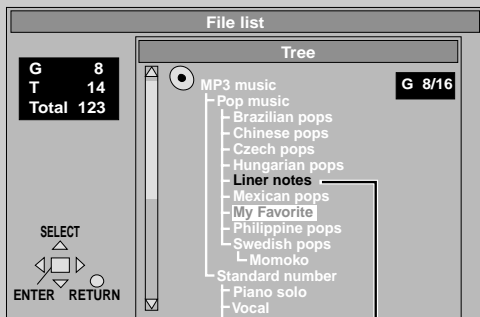 File list
Tree
G 8
T 14
Total 123
G 8/16
MP3 music
Pop music
Brazilian pops
Chinese pops
Czech pops
Hungarian pops
Liner notes
Mexican pops
My Favorite
Philippine pops
Swedish pops
Momoko
Standard number
Piano solo
Vocal
SELECT
ENTER RETURN